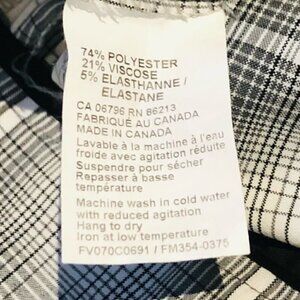 74% POLYESTER
21% VISCOSE
5% ELASTHANNE /
ELASTANE
CA 06796 RN 86213
FABRIQUÉ AU CANADA
MADE IN CANADA
Lavable à la machine à l'eau
froide avec agitation réduite
Suspendre pour sécher
Repasser à basse
température
Machine wash in cold water
with reduced agitation
Hang to dry
Iron at low temperature
FV070C0691 / FM354-0375